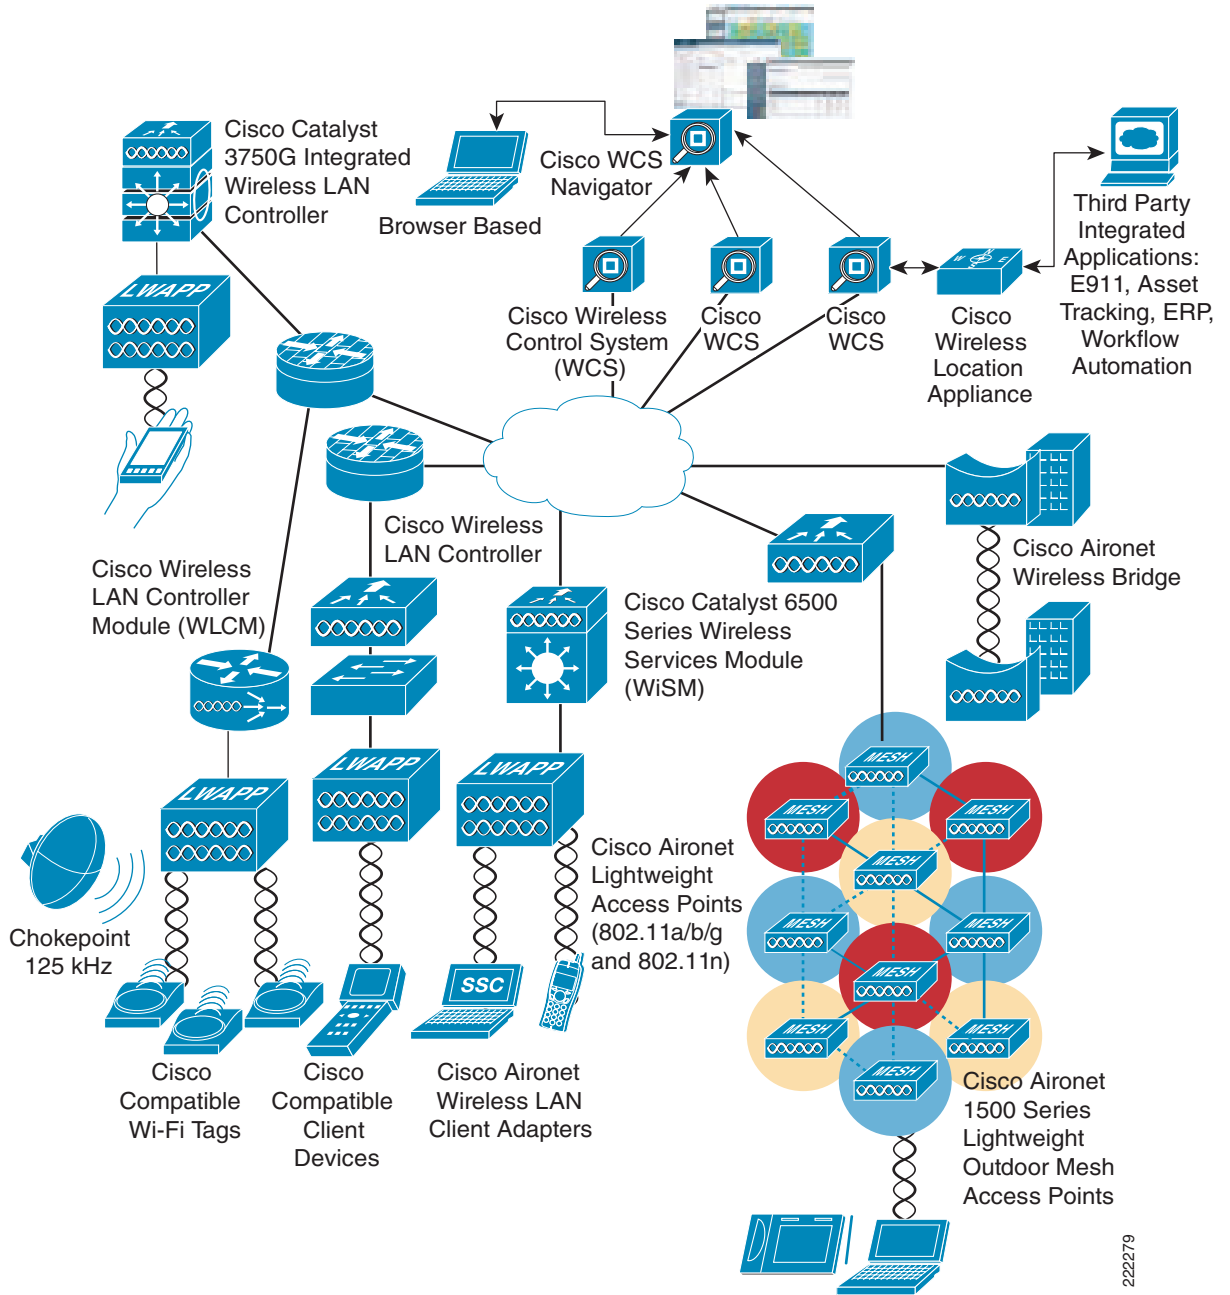 Cisco Catalyst
3750G Integrated
Wireless LAN
Controller
Browser Based
Cisco WCS
Navigator
Third Party
Integrated
Applications:
E911, Asset
Tracking, ERP,
Workflow
Automation
LWAPP
Cisco Wireless
Control System
(WCS)
Cisco
WCS
Cisco
WCS
N
W
E
S
Cisco
Wireless
Location
Appliance
Cisco Wireless
LAN Controller
Cisco Aironet
Wireless Bridge
Cisco Wireless
LAN Controller
Module (WLCM)
Cisco Catalyst 6500
Series Wireless
Services Module
(WiSM)
LWAPP
LWAPP
LWAPP
Chokepoint
125 kHz
Cisco Aironet
Lightweight
Access Points
(802.11a/b/g
and 802.11n)
SSC
MESH
MESH
MESH
MESH
MESH
MESH
MESH
MESH
MESH
MESH
Cisco
Compatible
Wi-Fi Tags
Cisco
Compatible
Client
Devices
Cisco Aironet
Wireless LAN
Client Adapters
Cisco Aironet
1500 Series
Lightweight
Outdoor Mesh
Access Points
222279